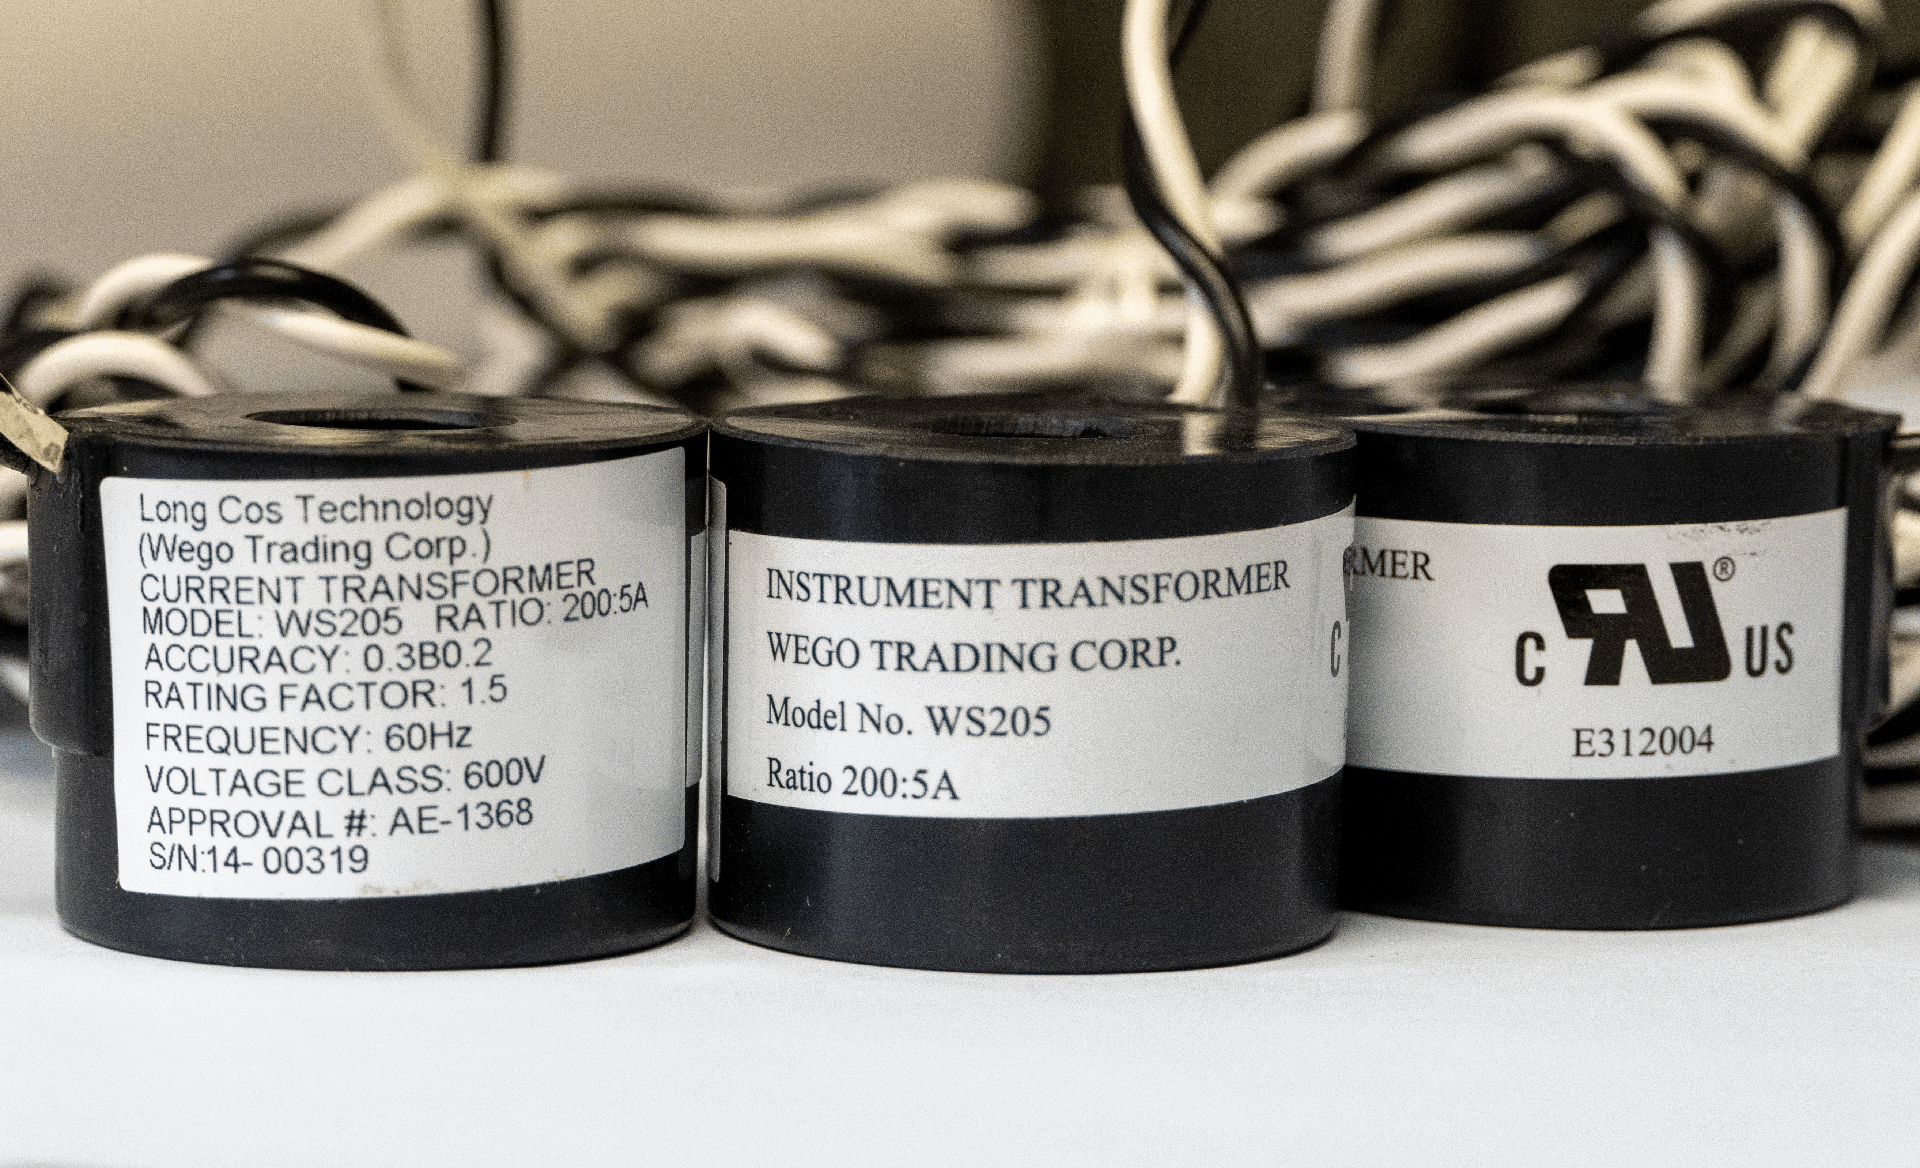 Long Cos Technology
(Wego Trading Corp.)
CURRENT TRANSFORMER
MODEL: WS205 RATIO: 200:5A
ACCURACY: 0.3B0.2
RATING FACTOR: 1.5
FREQUENCY: 60Hz
VOLTAGE CLASS: 600V
APPROVAL #: AE-1368
S/N:14- 00319
INSTRUMENT TRANSFORMER
WEGO TRADING CORP.
Model No. WS205
Ratio 200:5A
C
RMER
C RU® US
E312004